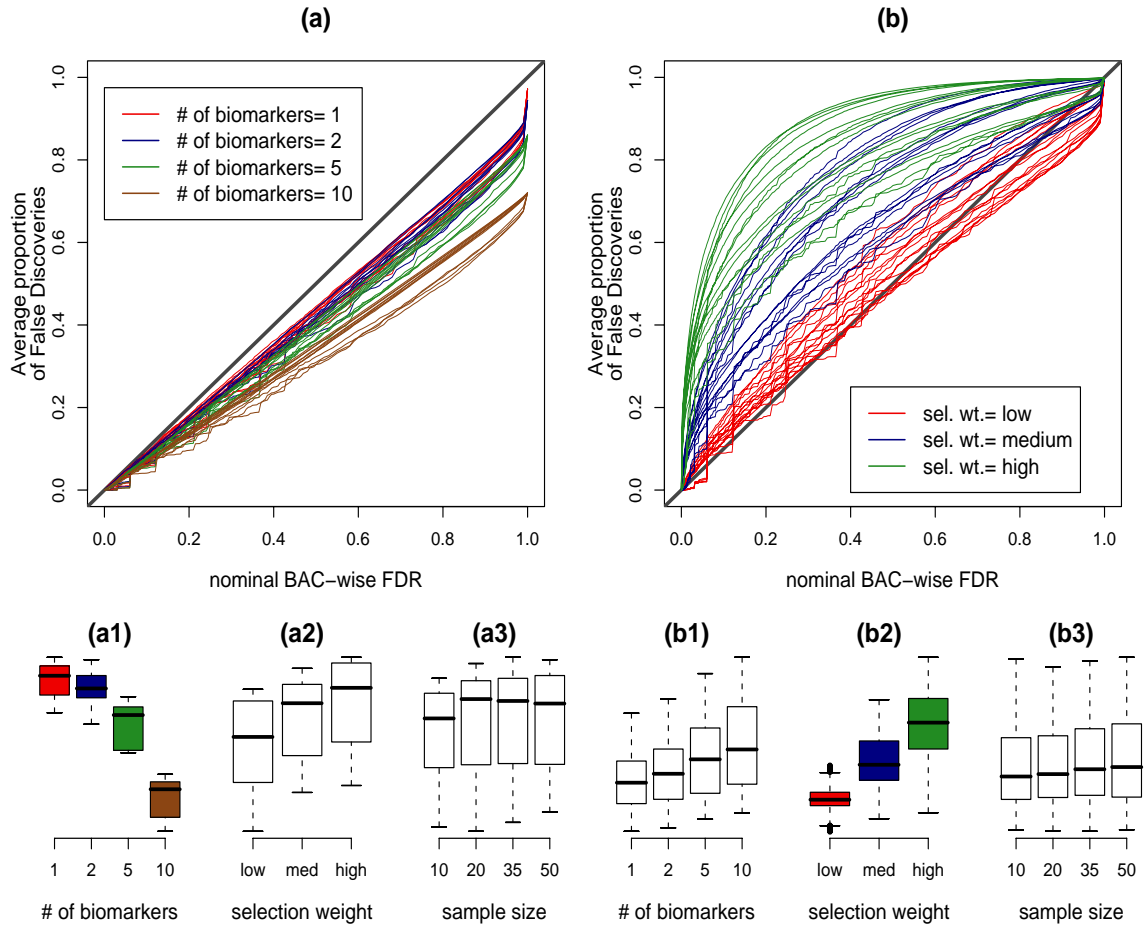 (a)
Average proportion
of False Discoveries
0.0 0.2 0.4 0.6 0.8 1.0
# of biomarkers= 1
# of biomarkers= 2
# of biomarkers= 5
# of biomarkers= 10
0.0 0.2 0.4 0.6 0.8 1.0
nominal BAC−wise FDR
(b)
Average proportion
of False Discoveries
0.0 0.2 0.4 0.6 0.8 1.0
sel. wt.= low
sel. wt.= medium
sel. wt.= high
0.0 0.2 0.4 0.6 0.8 1.0
nominal BAC−wise FDR
(a1)
1 2 5 10
# of biomarkers
(a2)
low med high
selection weight
(a3)
10 20 35 50
sample size
(b1)
1 2 5 10
# of biomarkers
(b2)
low med high
selection weight
(b3)
10 20 35 50
sample size